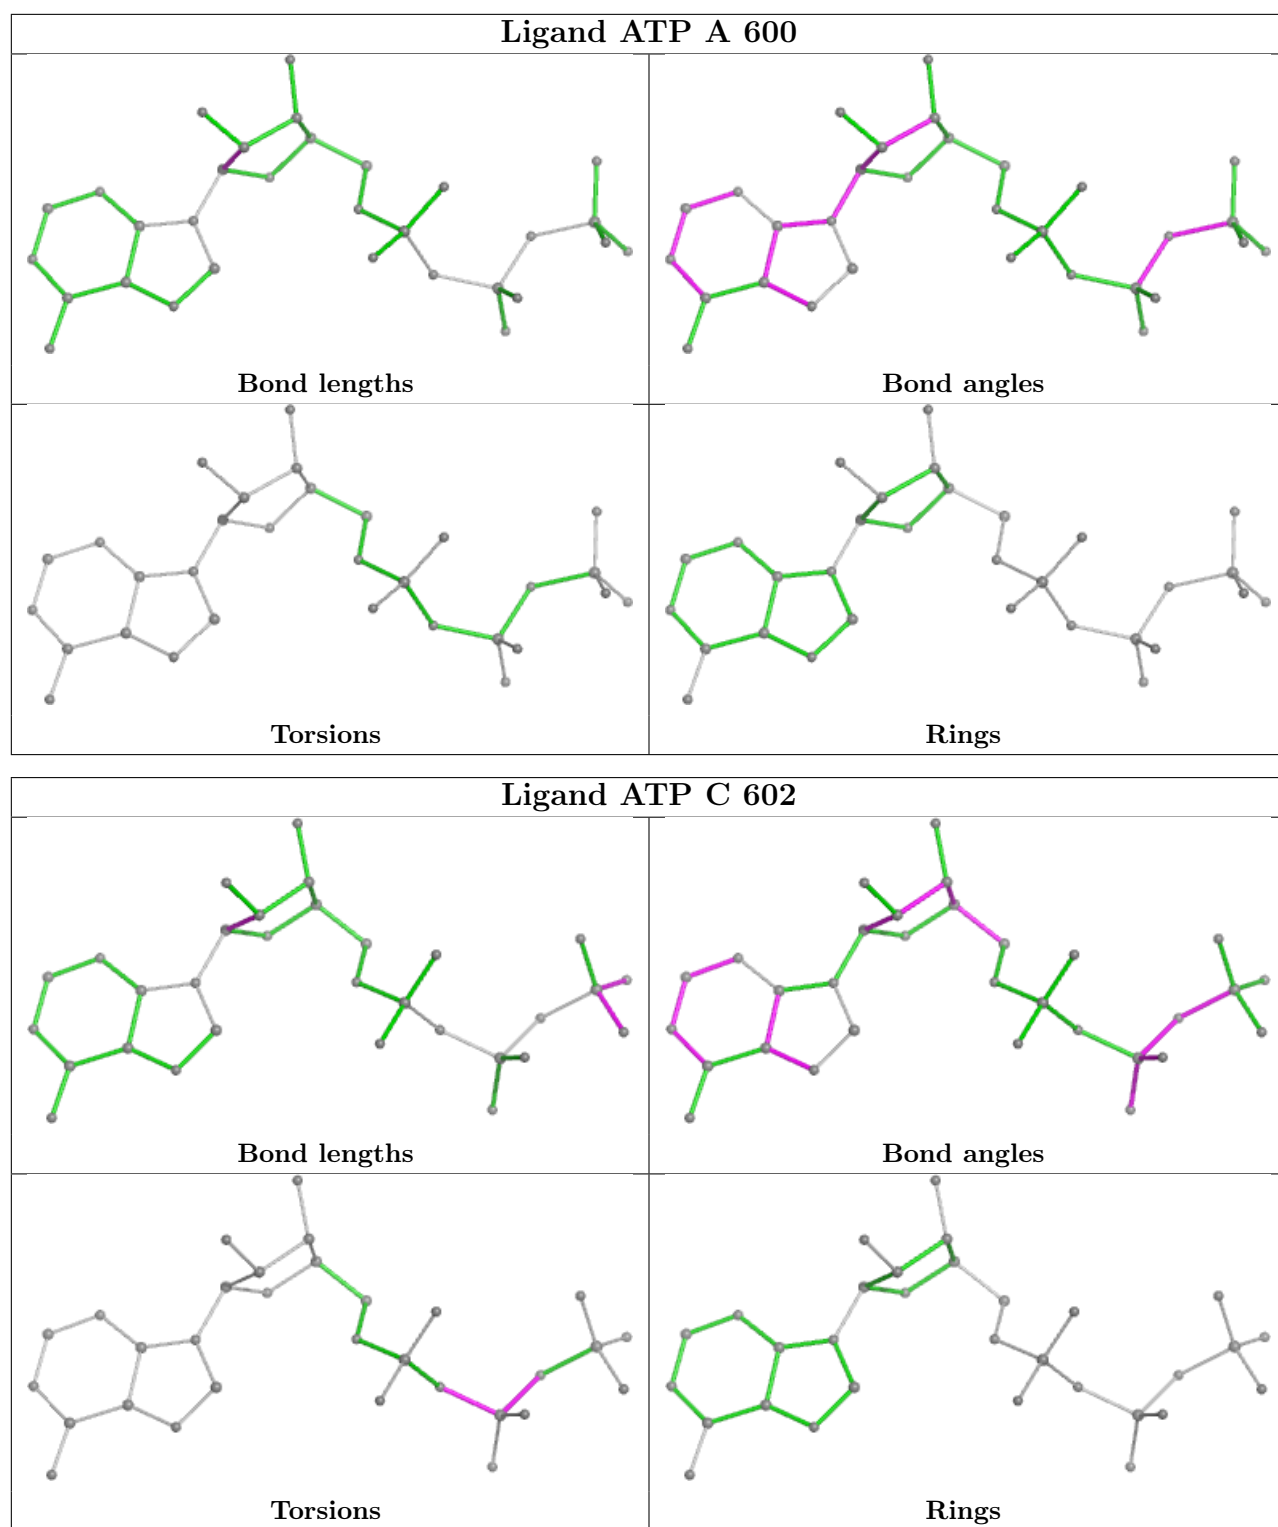 Ligand ATP A 600
Bond lengths
Bond angles
Torsions
Rings
Ligand ATP C 602
Bond lengths
Bond angles
Torsions
Rings